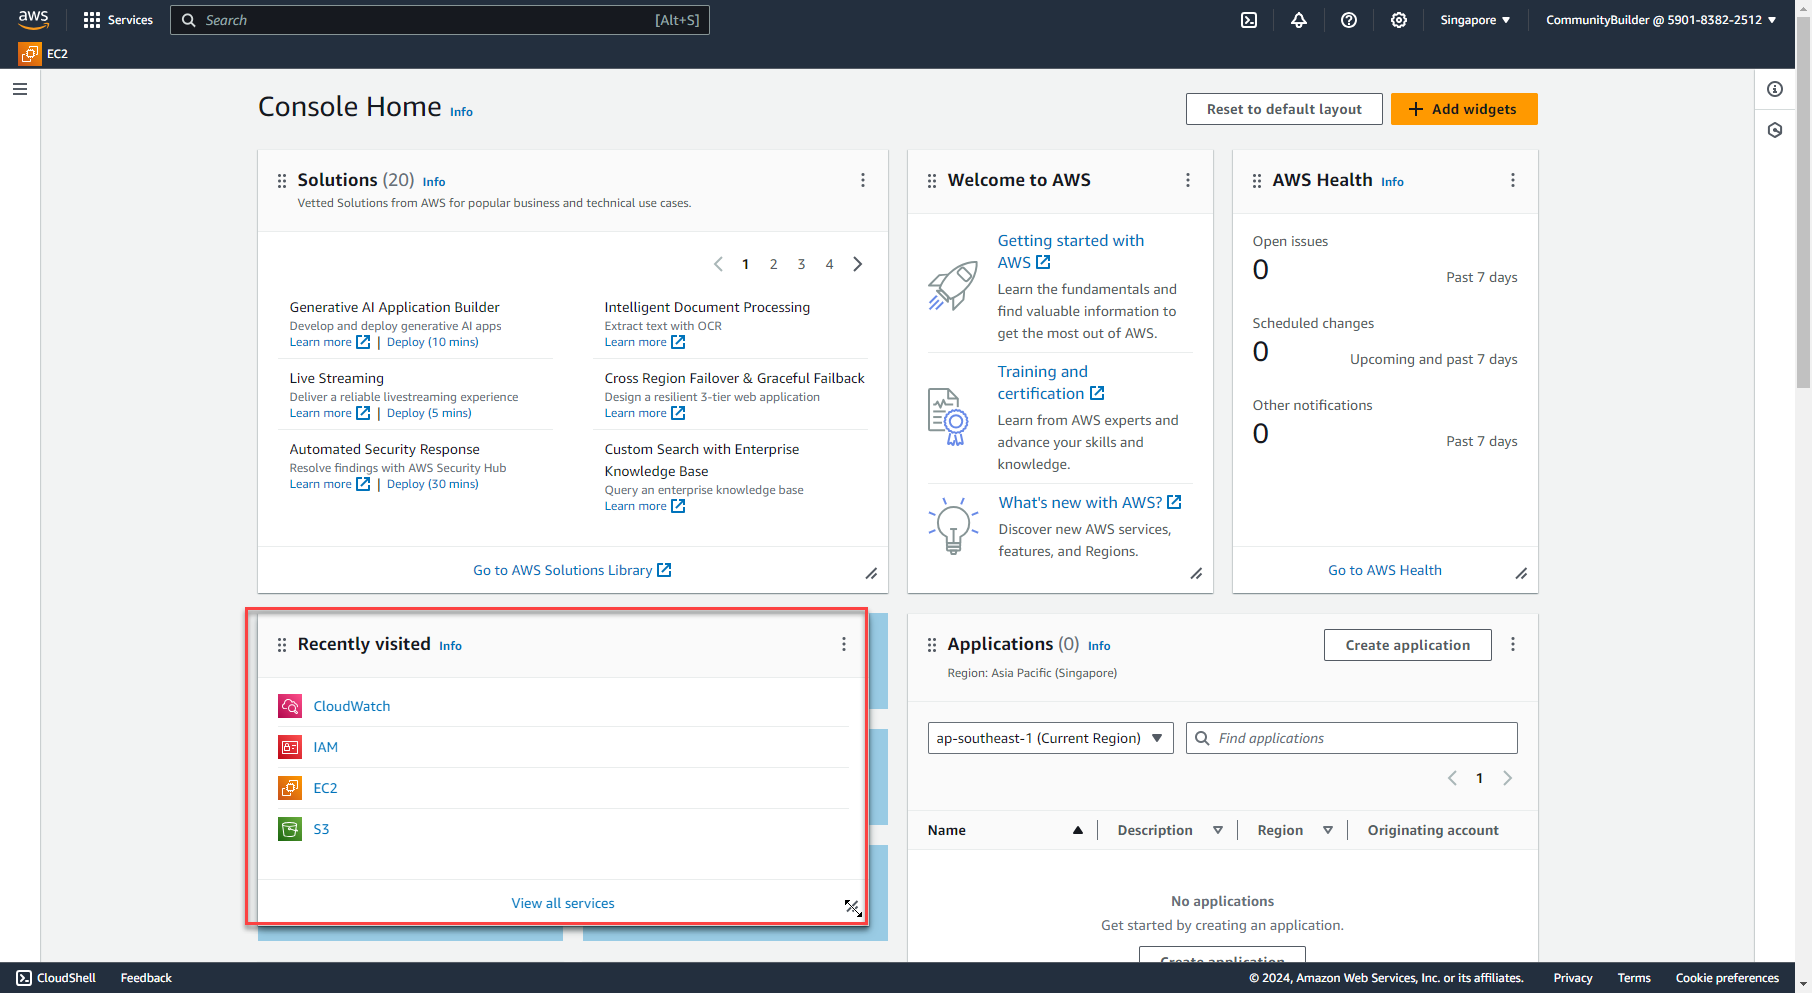 aws
Services
Search
[Alt+S]
Singapore ▼
CommunityBuilder @ 5901-8382-2512 ▼
EC2
Console Home Info
Reset to default layout
+ Add widgets
Solutions (20) Info
Vetted Solutions from AWS for popular business and technical use cases.
1 2 3 4
Generative AI Application Builder
Develop and deploy generative AI apps
Learn more | Deploy (10 mins)
Intelligent Document Processing
Extract text with OCR
Learn more
Live Streaming
Deliver a reliable livestreaming experience
Learn more | Deploy (5 mins)
Cross Region Failover & Graceful Failback
Design a resilient 3-tier web application
Learn more
Automated Security Response
Resolve findings with AWS Security Hub
Learn more | Deploy (30 mins)
Custom Search with Enterprise
Knowledge Base
Query an enterprise knowledge base
Learn more
Go to AWS Solutions Library
Welcome to AWS
Getting started with
AWS
Learn the fundamentals and
find valuable information to
get the most out of AWS.
Training and
certification
Learn from AWS experts and
advance your skills and
knowledge.
What's new with AWS?
Discover new AWS services,
features, and Regions.
AWS Health Info
Open issues
0
Past 7 days
Scheduled changes
0
Upcoming and past 7 days
Other notifications
0
Past 7 days
Go to AWS Health
Recently visited Info
CloudWatch
IAM
EC2
S3
View all services
Applications (0) Info
Region: Asia Pacific (Singapore)
Create application
ap-southeast-1 (Current Region) ▼
Find applications
1
Name
Description
Region
Originating account
No applications
Get started by creating an application.
Create application
CloudShell
Feedback
© 2024, Amazon Web Services, Inc. or its affiliates.
Privacy
Terms
Cookie preferences